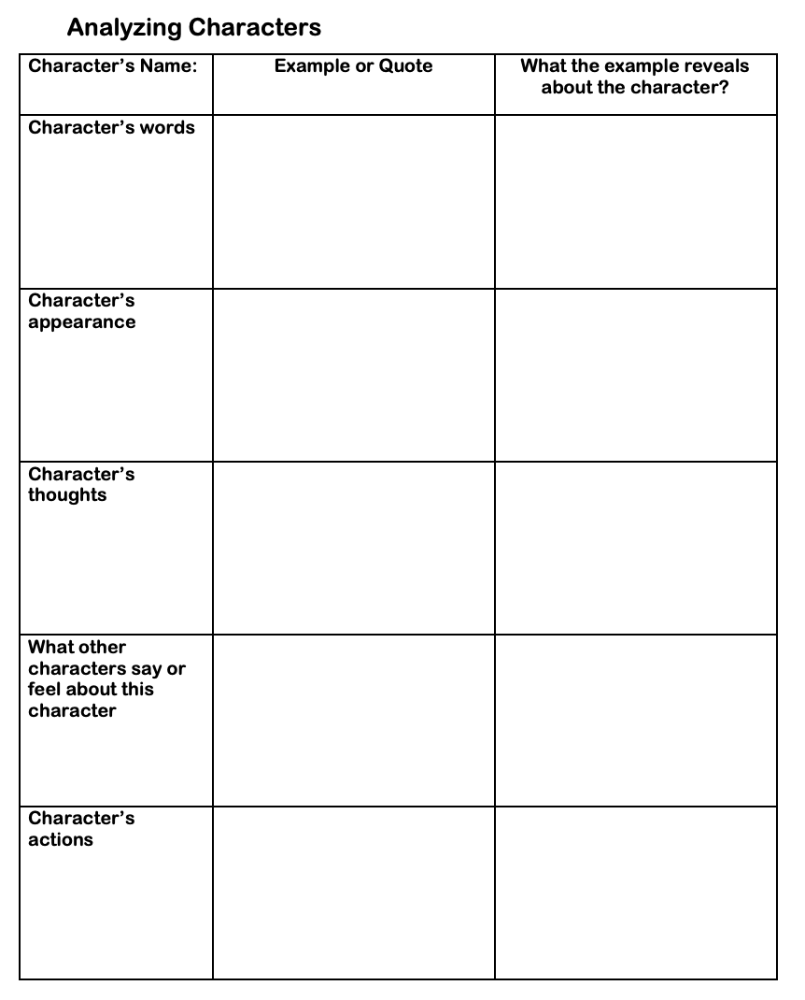 Analyzing Characters
Character’s Name:
Example or Quote
What the example reveals
about the character?
Character’s words
Character’s
appearance
Character’s
thoughts
What other
characters say or
feel about this
character
Character’s
actions